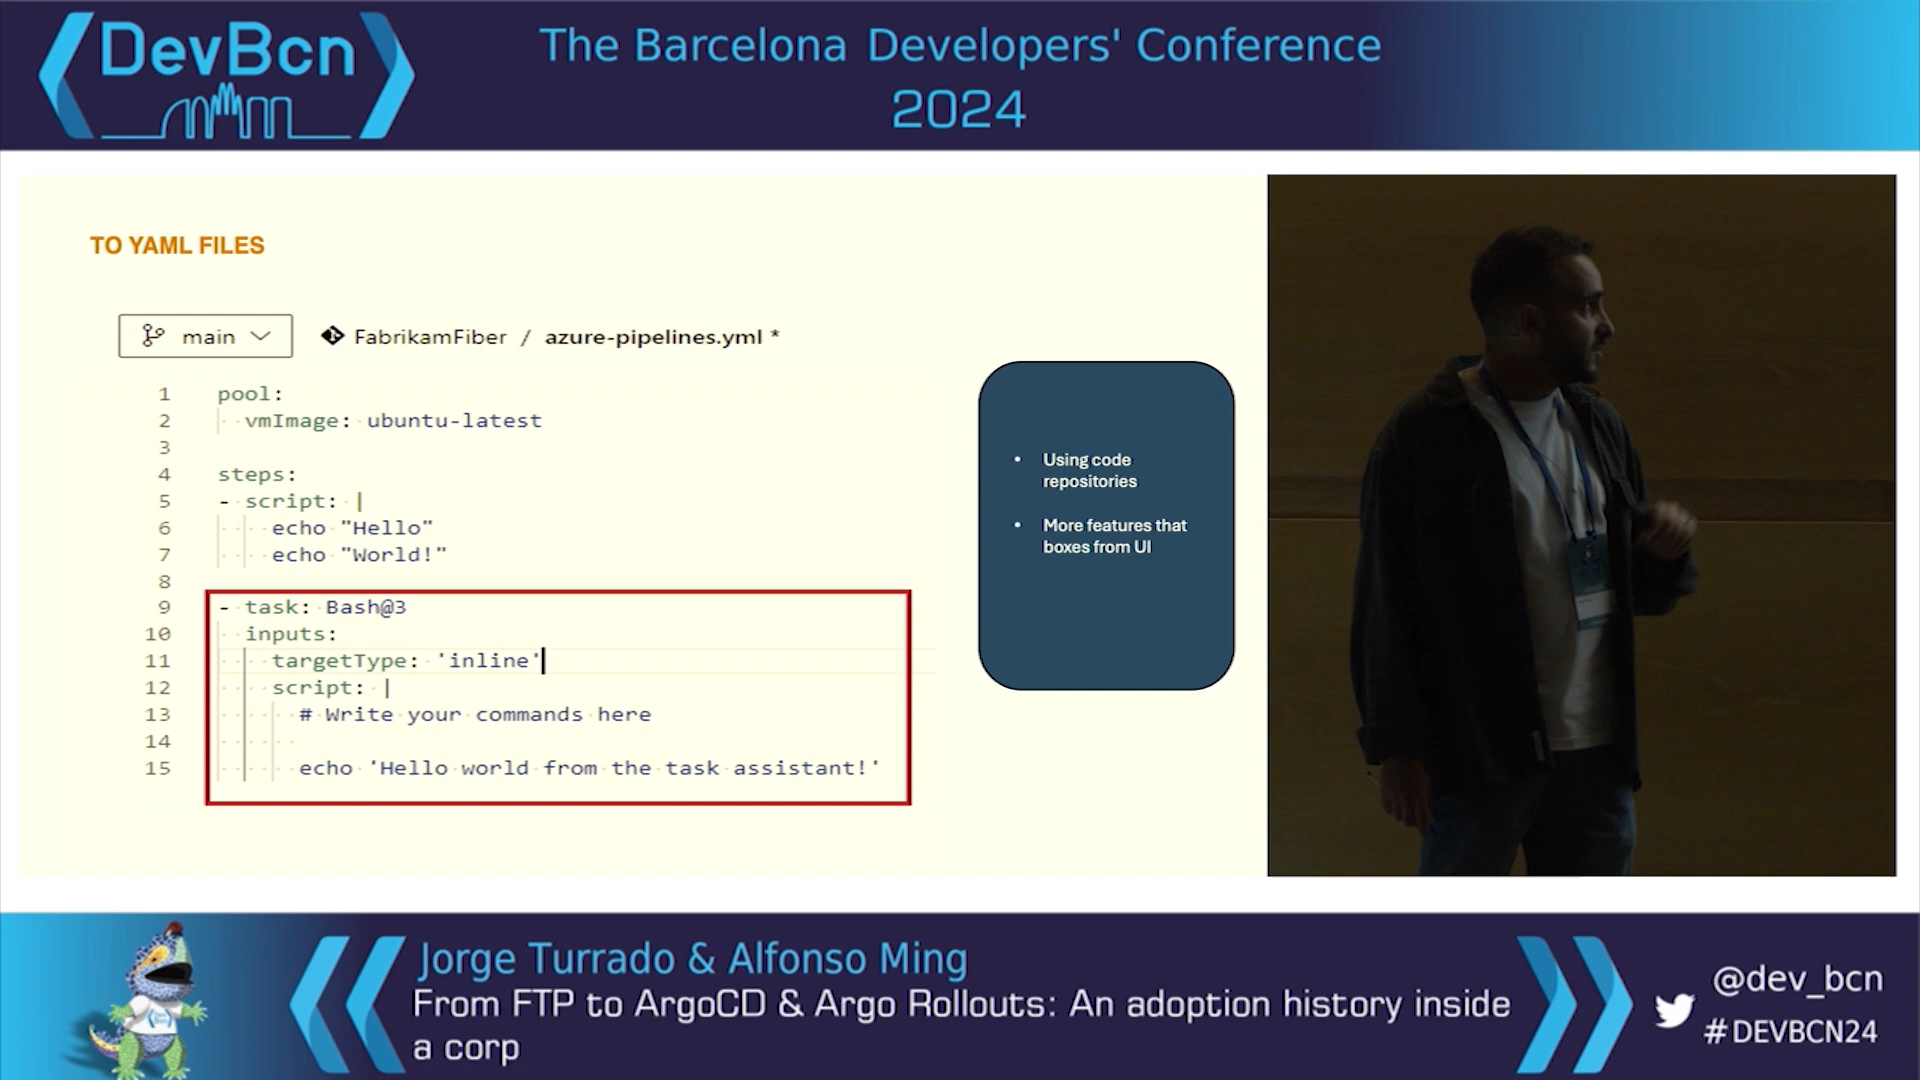 DevBcn
The Barcelona Developers' Conference
2024
TO YAML FILES
main
FabrikamFiber / azure-pipelines.yml *
1 pool:
2 vmImage: ubuntu-latest
3
4 steps:
5 - script: |
6 echo "Hello"
7 echo "World!"
8
9 - task: Bash@3
10 inputs:
11 targetType: 'inline'
12 script: |
13 # Write your commands here
14
15 echo 'Hello world from the task assistant!'
• Using code
repositories
• More features that
boxes from UI
Jorge Turrado & Alfonso Ming
From FTP to ArgoCD & Argo Rollouts: An adoption history inside
a corp
@dev_bcn
#DEVBCN24